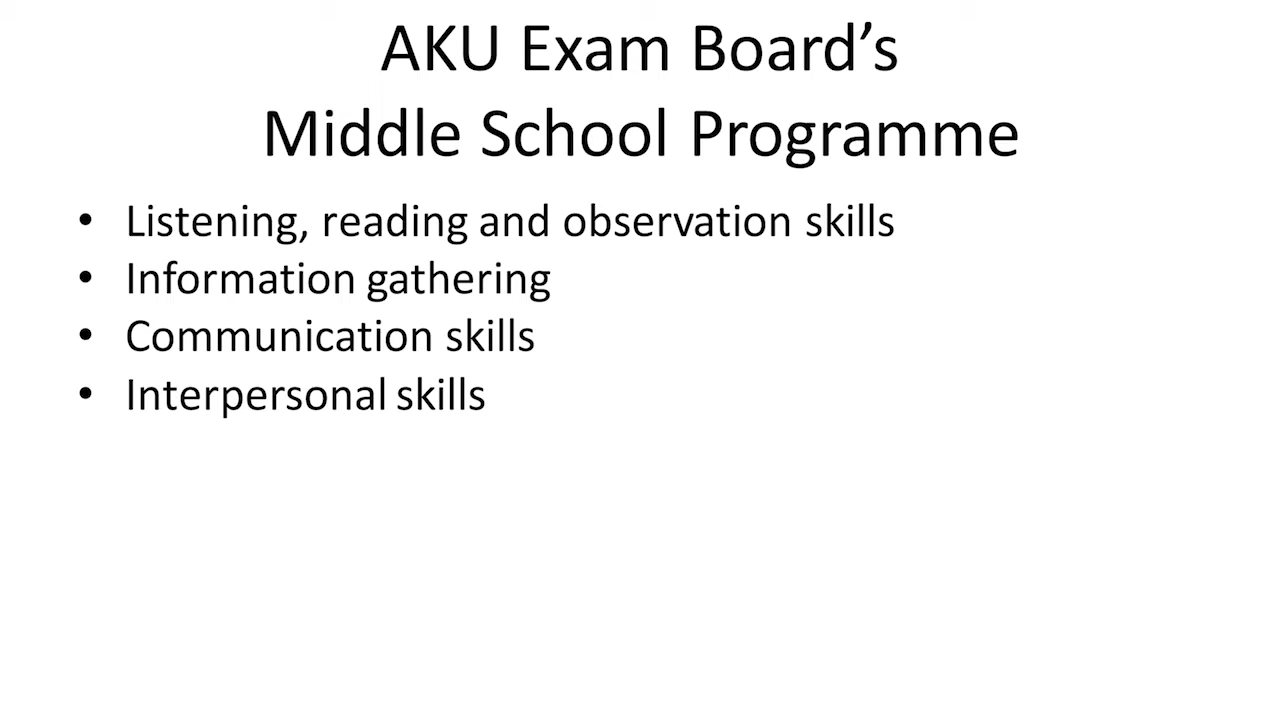 AKU Exam Board’s
Middle School Programme
• Listening, reading and observation skills
• Information gathering
• Communication skills
• Interpersonal skills